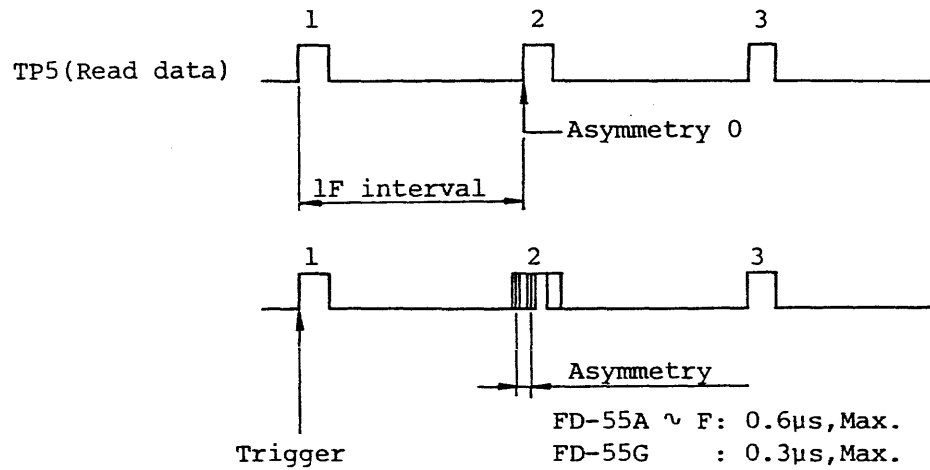 1 2 3
TP5(Read data)
Asymmetry 0
1F interval
1 2 3
Asymmetry
FD-55A ~ F: 0.6μs,Max.
Trigger FD-55G : 0.3μs,Max.